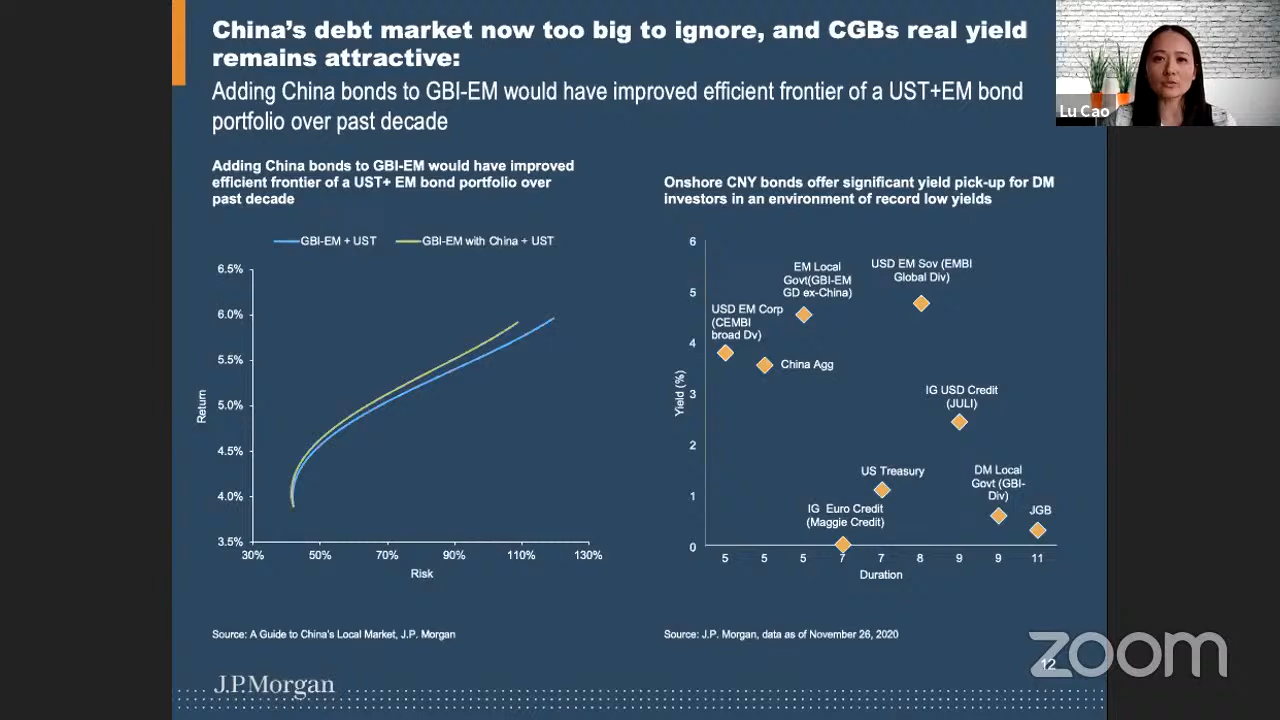 China's debt market now too big to ignore, and CGBs real yield
remains attractive:
Adding China bonds to GBI-EM would have improved efficient frontier of a UST+EM bond
portfolio over past decade
Lu Cao
Adding China bonds to GBI-EM would have improved
efficient frontier of a UST+ EM bond portfolio over
past decade
GBI-EM + UST
GBI-EM with China + UST
6.5%
6.0%
5.5%
5.0%
4.5%
4.0%
3.5%
Return
30%
50%
70%
90%
110%
130%
Risk
Source: A Guide to China's Local Market, J.P. Morgan
Onshore CNY bonds offer significant yield pick-up for DM
investors in an environment of record low yields
6
5
4
3
2
1
0
Yield (%)
USD EM Corp
(CEMBI
broad Dv)
China Agg
EM Local
Govt(GBI-EM
GD ex-China)
USD EM Sov (EMBI
Global Div)
IG USD Credit
(JULI)
US Treasury
IG Euro Credit
(Maggie Credit)
DM Local
Govt (GBI-
Div)
JGB
5
5
5
7
7
8
9
9
11
Duration
Source: J.P. Morgan, data as of November 26, 2020
J.P.Morgan
12
zoom